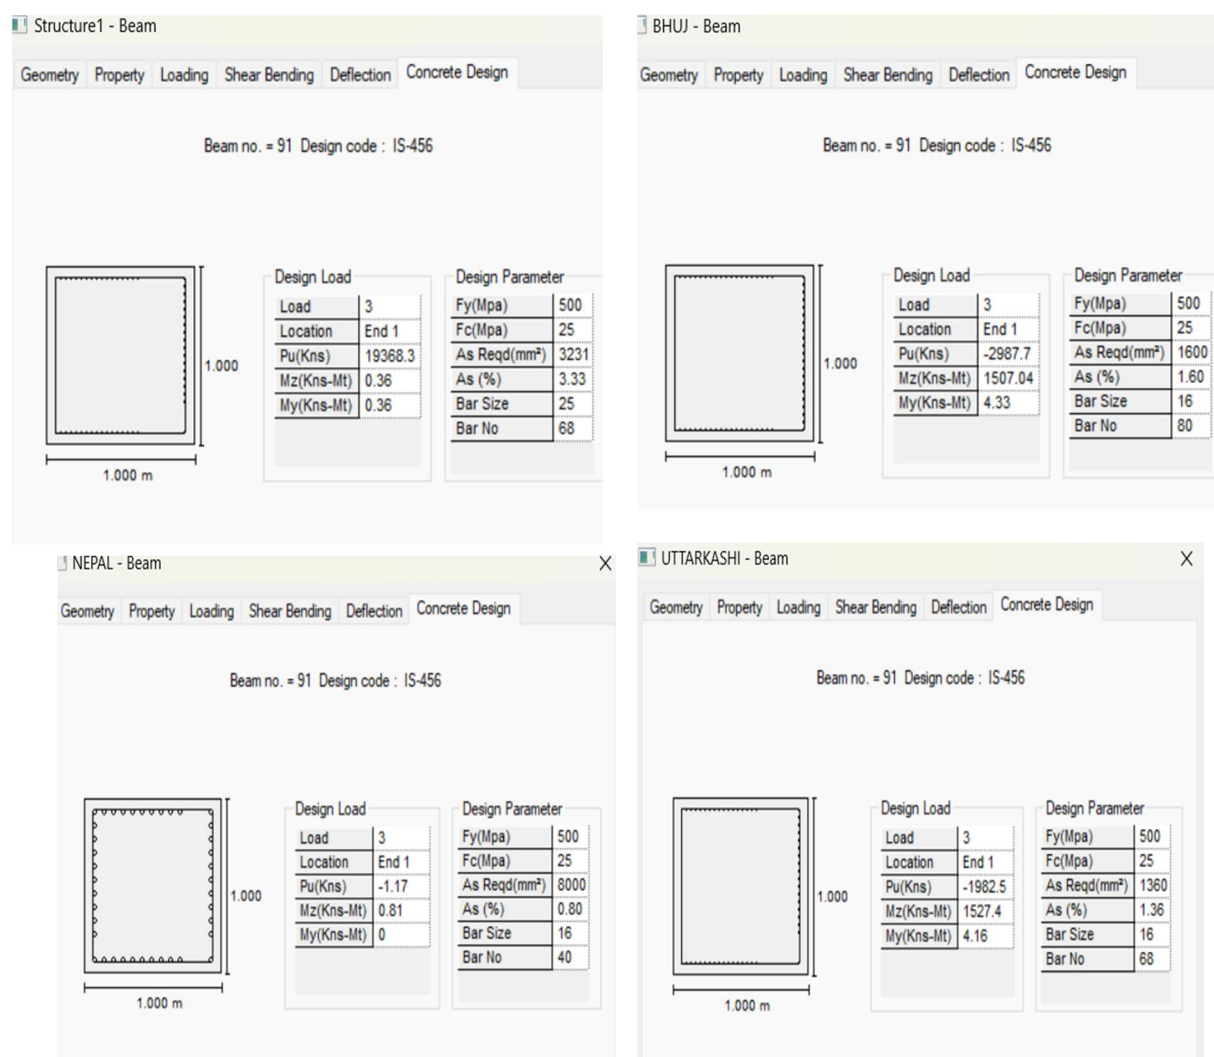 Structure1 - Beam
Geometry Property Loading Shear Bending Deflection Concrete Design
Beam no. = 91 Design code : IS-456
1.000
1.000 m
Design Load
Load 3
Location End 1
Pu(Kns) 19368.3
Mz(Kns-Mt) 0.36
My(Kns-Mt) 0.36
Design Parameter
Fy(Mpa) 500
Fc(Mpa) 25
As Reqd(mm²) 3231
As (%) 3.33
Bar Size 25
Bar No 68
BHUJ - Beam
Geometry Property Loading Shear Bending Deflection Concrete Design
Beam no. = 91 Design code : IS-456
1.000
1.000 m
Design Load
Load 3
Location End 1
Pu(Kns) -2987.7
Mz(Kns-Mt) 1507.04
My(Kns-Mt) 4.33
Design Paramete
Fy(Mpa) 500
Fc(Mpa) 25
As Reqd(mm²) 1600
As (%) 1.60
Bar Size 16
Bar No 80
NEPAL - Beam
Geometry Property Loading Shear Bending Deflection Concrete Design
Beam no. = 91 Design code : IS-456
1.000
1.000 m
Design Load
Load 3
Location End 1
Pu(Kns) -1.17
Mz(Kns-Mt) 0.81
My(Kns-Mt) 0
Design Parameter
Fy(Mpa) 500
Fc(Mpa) 25
As Reqd(mm²) 8000
As (%) 0.80
Bar Size 16
Bar No 40
UTTARKASHI - Beam
Geometry Property Loading Shear Bending Deflection Concrete Design
Beam no. = 91 Design code : IS-456
1.000
1.000 m
Design Load
Load 3
Location End 1
Pu(Kns) -1982.5
Mz(Kns-Mt) 1527.4
My(Kns-Mt) 4.16
Design Parameter
Fy(Mpa) 500
Fc(Mpa) 25
As Reqd(mm²) 1360
As (%) 1.36
Bar Size 16
Bar No 68